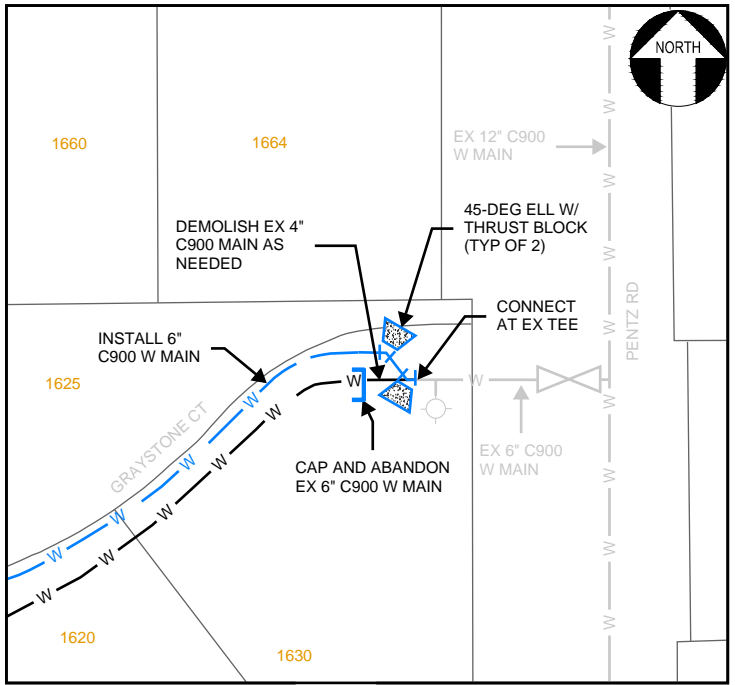 NORTH
1660
1664
EX 12" C900
W MAIN
W
W
W
W
DEMOLISH EX 4"
C900 MAIN AS
NEEDED
45-DEG ELL W/
THRUST BLOCK
(TYP OF 2)
CONNECT
AT EX TEE
PENTZ RD
INSTALL 6"
C900 W MAIN
1625
W
W
W
W
GRAYSTONE CT
CAP AND ABANDON
EX 6" C900 W MAIN
EX 6" C900
W MAIN
W
W
W
W
W
W
W
W
W
W
1620
1630